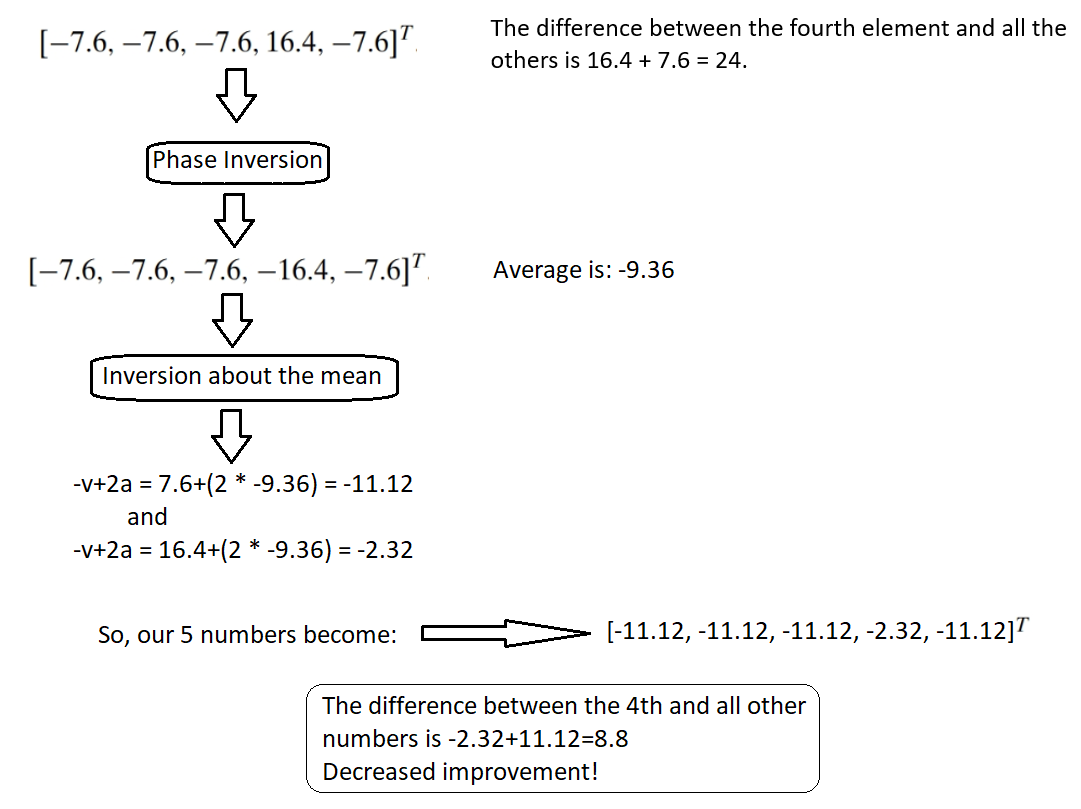 [−7.6, −7.6, −7.6, 16.4, −7.6]ᵀ.
The difference between the fourth element and all the
others is 16.4 + 7.6 = 24.
Phase Inversion
[−7.6, −7.6, −7.6, −16.4, −7.6]ᵀ.
Average is: -9.36
Inversion about the mean
-v+2a = 7.6+(2 * -9.36) = -11.12
and
-v+2a = 16.4+(2 * -9.36) = -2.32
So, our 5 numbers become:
[-11.12, -11.12, -11.12, -2.32, -11.12]ᵀ
The difference between the 4th and all other
numbers is -2.32+11.12=8.8
Decreased improvement!